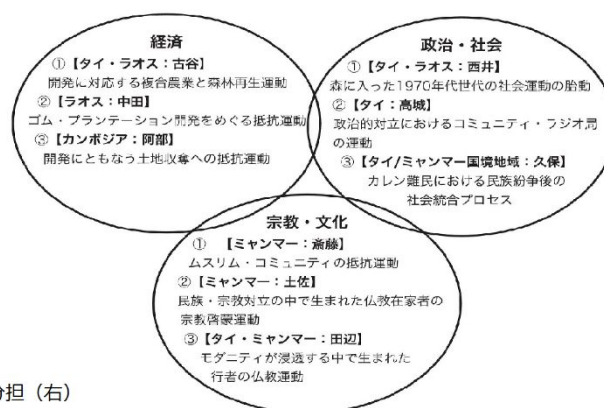 経済
①【タイ・ラオス：古谷】
開発に対応する複合農業と森林再生運動
②【ラオス：中田】
ゴム・プランテーション開発をめぐる抵抗運動
③【カンボジア：阿部】
開発にともなう土地収奪への抵抗運動
政治・社会
①【タイ・ラオス：西井】
森に入った1970年代世代の社会運動の胎動
②【タイ：高城】
政治的対立におけるコミュニティ・ラジオ局
の運動
③【タイ/ミャンマー国境地域：久保】
カレン難民における民族紛争後の
社会統合プロセス
宗教・文化
①　【ミャンマー：斎藤】
ムスリム・コミュニティの抵抗運動
②【ミャンマー：土佐】
民族・宗教対立の中で生まれた仏教在家者の
宗教啓蒙運動
③【タイ・ミャンマー：田辺】
モダニティが浸透する中で生まれた
行者の仏教運動
担（右）